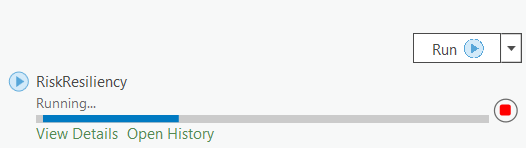 Run
RiskResiliency
Running...
View Details Open History